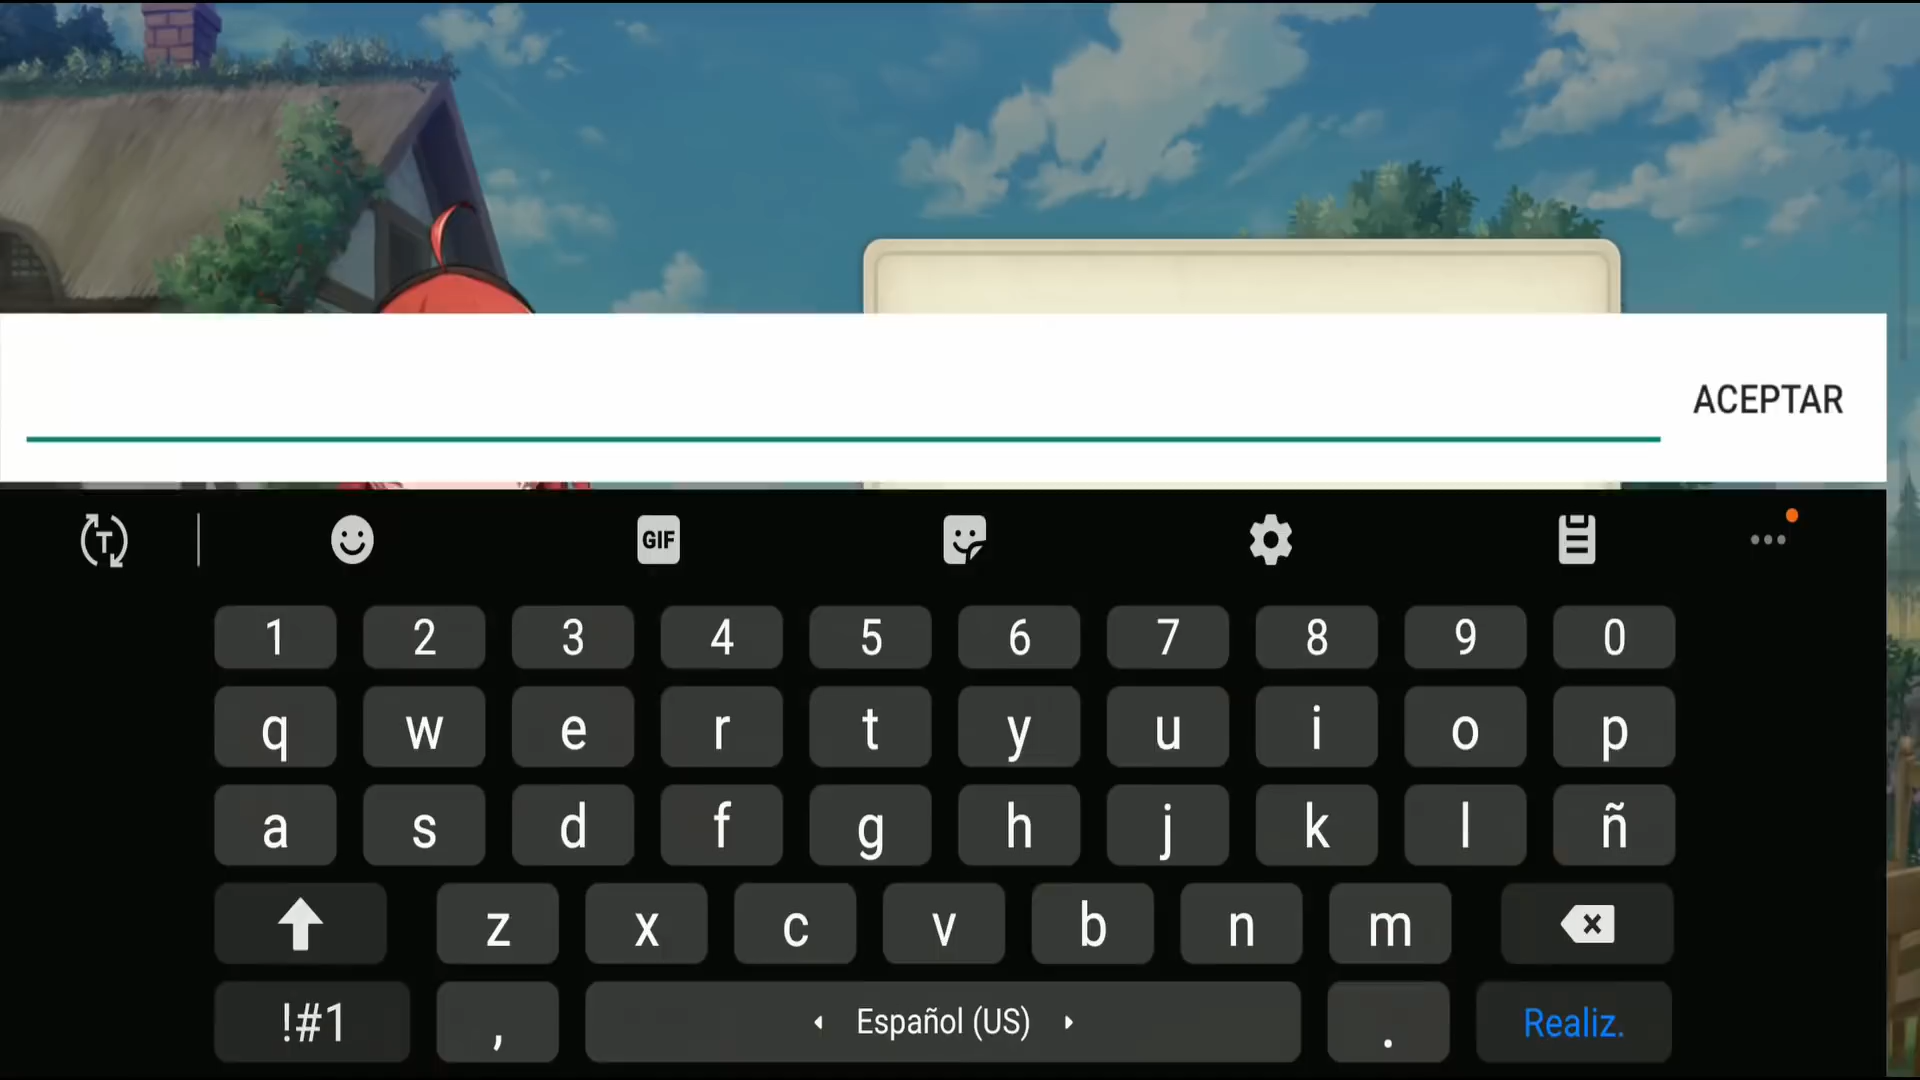 ACEPTAR
T GIF
1 2 3 4 5 6 7 8 9 0
q w e r t y u i o p
a s d f g h j k l ñ
z x c v b n m
!#1 , Español (US) . Realiz.